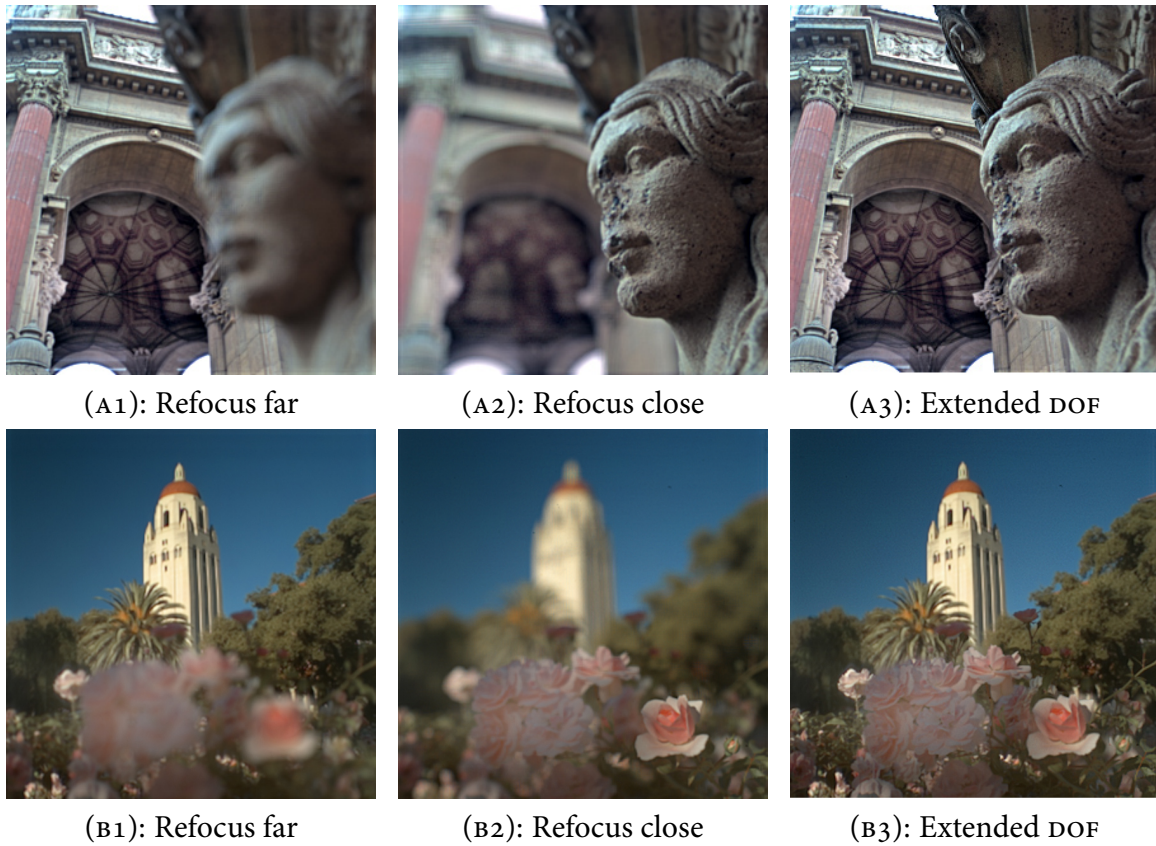 (A1): Refocus far
(A2): Refocus close
(A3): Extended DOF
(B1): Refocus far
(B2): Refocus close
(B3): Extended DOF